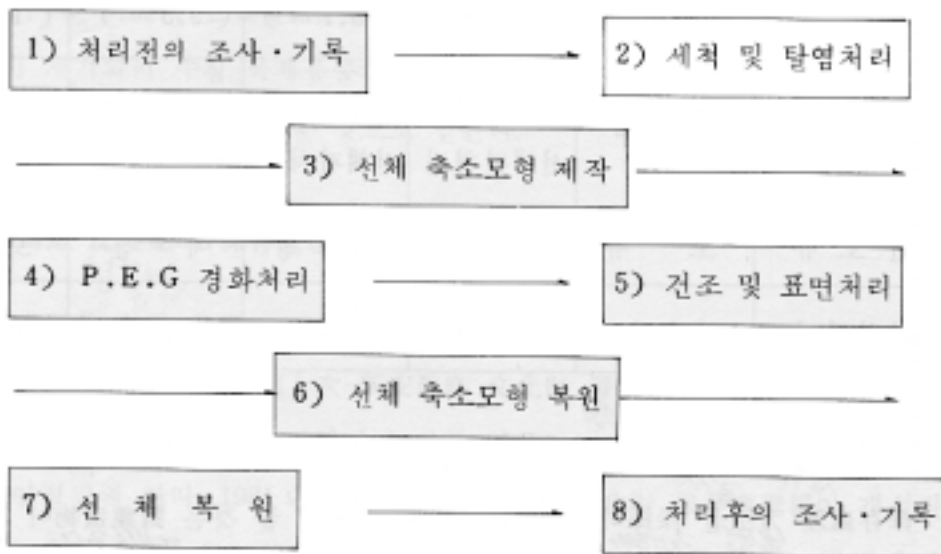 1) 처리전의 조사·기록
2) 세척 및 탈염처리
3) 선체 축소모형 제작
4) P.E.G 경화처리
5) 건조 및 표면처리
6) 선체 축소모형 복원
7) 선 체 복 원
8) 처리후의 조사·기록